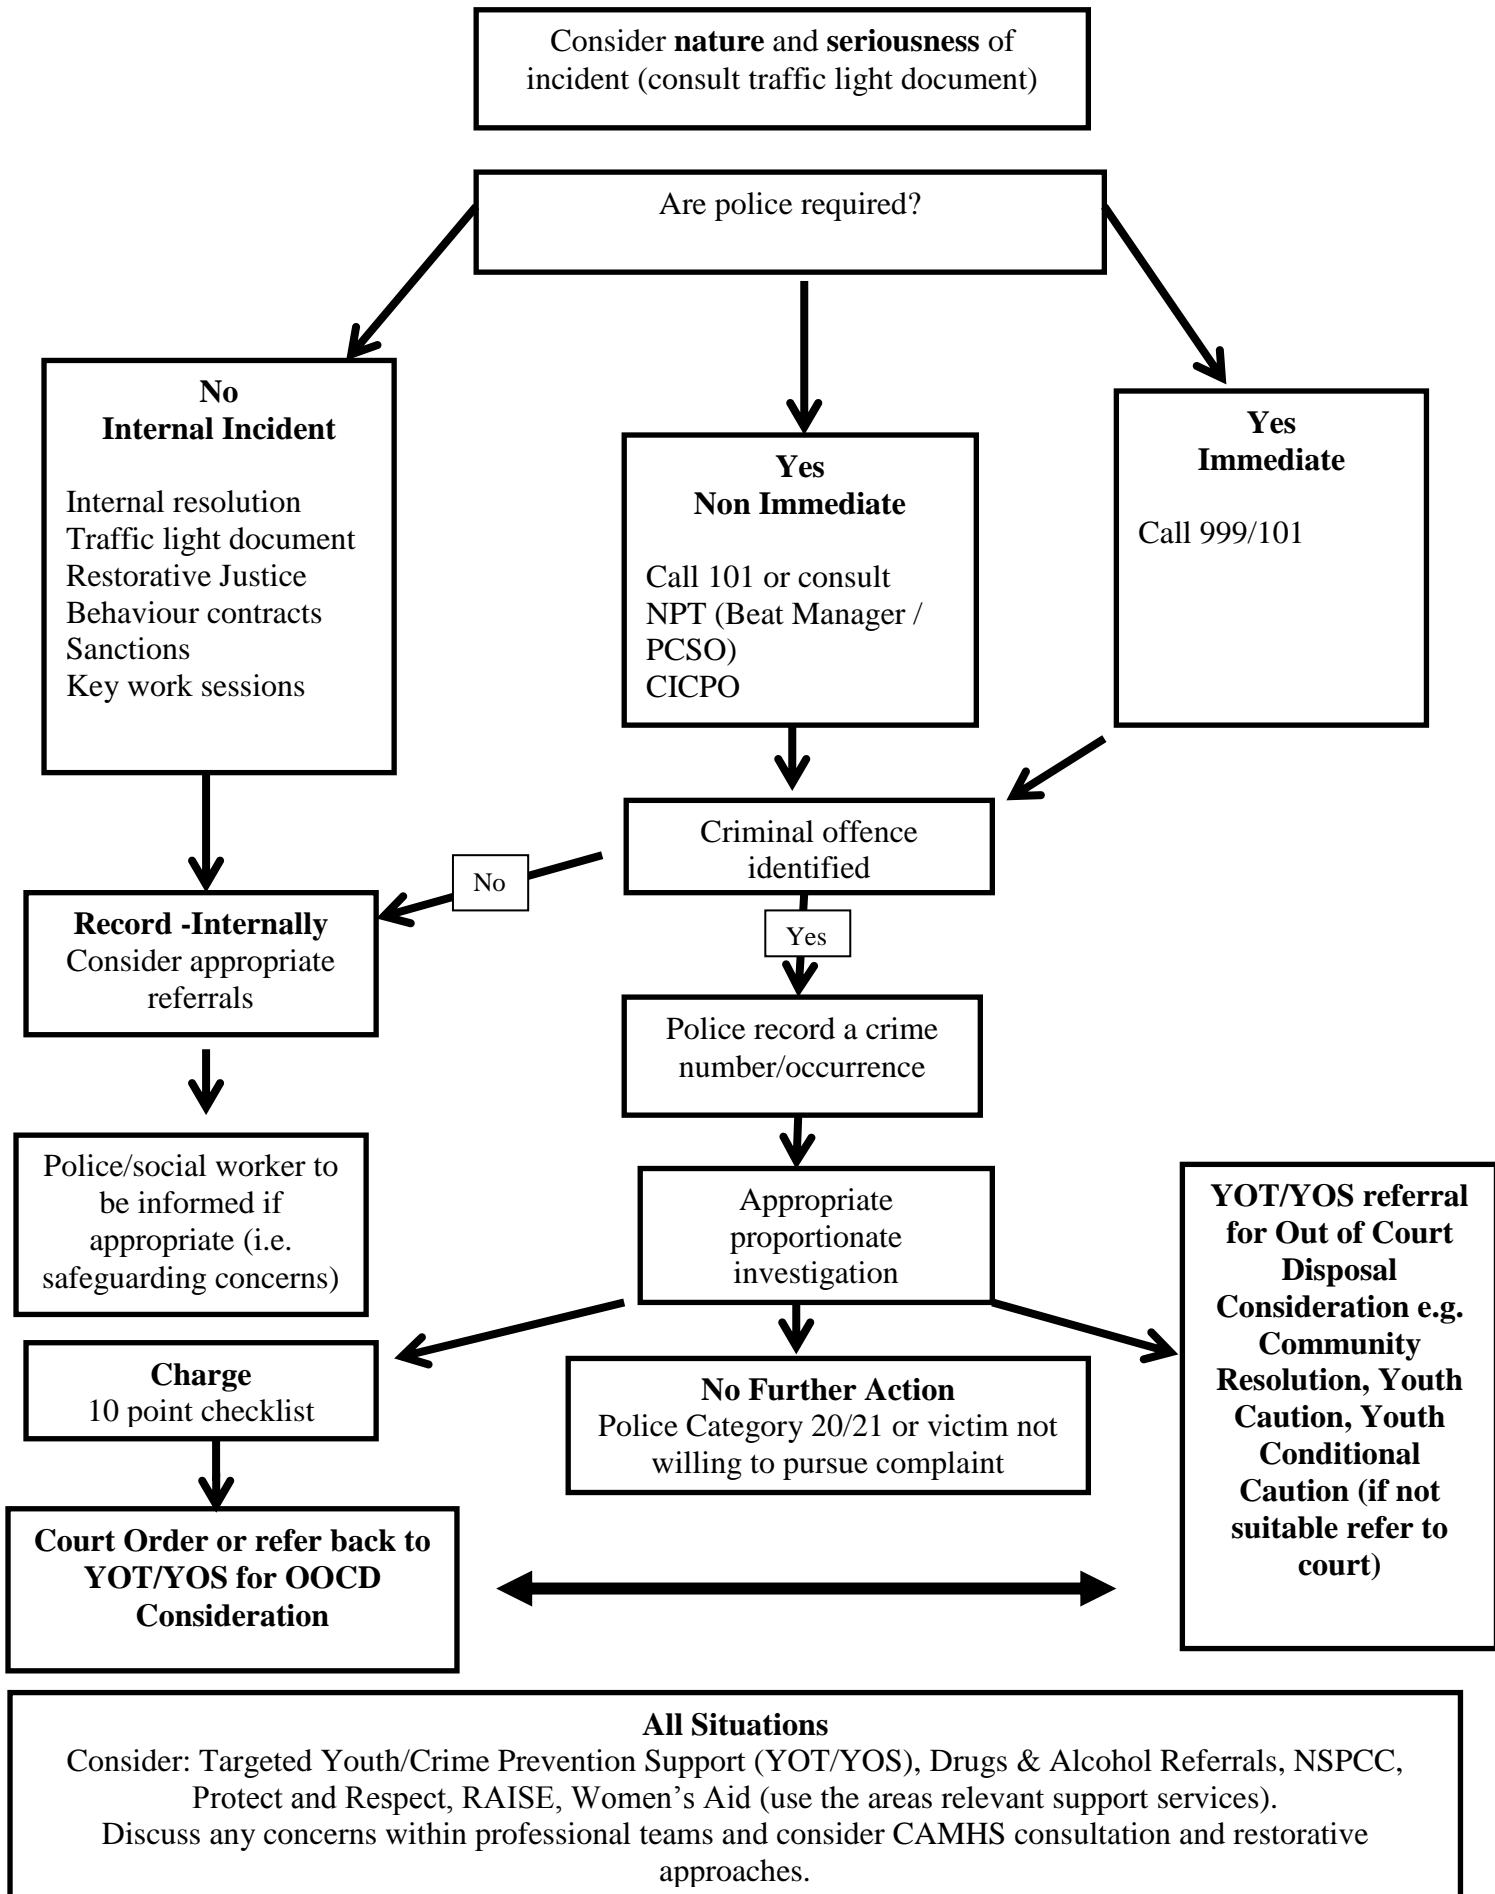 Consider nature and seriousness of
incident (consult traffic light document)
Are police required?
No
Internal Incident
Internal resolution
Traffic light document
Restorative Justice
Behaviour contracts
Sanctions
Key work sessions
Yes
Non Immediate
Call 101 or consult
NPT (Beat Manager /
PCSO)
CICPO
Yes
Immediate
Call 999/101
Criminal offence
identified
No
Yes
Record -Internally
Consider appropriate
referrals
Police record a crime
number/occurrence
Police/social worker to
be informed if
appropriate (i.e.
safeguarding concerns)
Appropriate
proportionate
investigation
YOT/YOS referral
for Out of Court
Disposal
Consideration e.g.
Community
Resolution, Youth
Caution, Youth
Conditional
Caution (if not
suitable refer to
court)
Charge
10 point checklist
No Further Action
Police Category 20/21 or victim not
willing to pursue complaint
Court Order or refer back to
YOT/YOS for OOCD
Consideration
All Situations
Consider: Targeted Youth/Crime Prevention Support (YOT/YOS), Drugs & Alcohol Referrals, NSPCC,
Protect and Respect, RAISE, Women’s Aid (use the areas relevant support services).
Discuss any concerns within professional teams and consider CAMHS consultation and restorative
approaches.